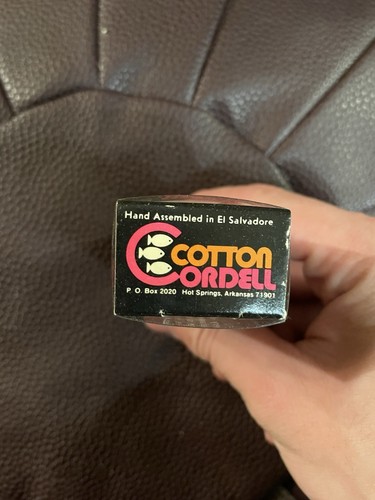 Hand Assembled in El Salvadore
COTTON
CORDELL
P. O. Box 2020 Hot Springs, Arkansas 71901